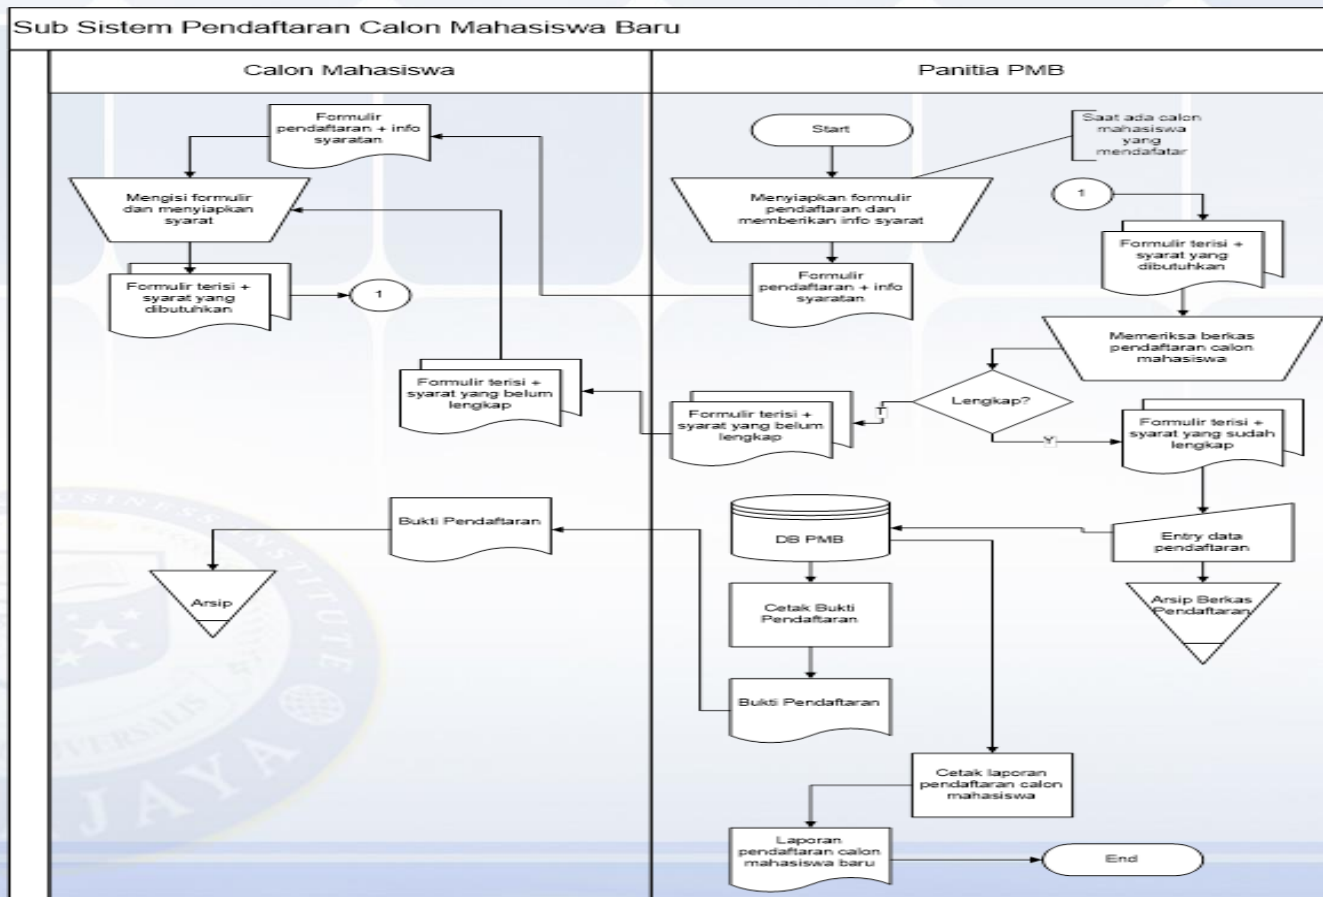 Sub Sistem Pendaftaran Calon Mahasiswa Baru
Calon Mahasiswa
Panitia PMB
Formulir
pendaftaran + info
syaratan
Start
Saat ada calon
mahasiswa
yang
mendafatar
Mengisi formulir
dan menyiapkan
syarat
Menyiapkan formulir
pendaftaran dan
memberikan info syarat
1
Formulir terisi +
syarat yang
dibutuhkan
1
Formulir
pendaftaran + info
syaratan
Formulir terisi +
syarat yang
dibutuhkan
Memeriksa berkas
pendaftaran calon
mahasiswa
Formulir terisi +
syarat yang belum
lengkap
Formulir terisi +
syarat yang belum
lengkap
T
Lengkap?
Y
Formulir terisi +
syarat yang sudah
lengkap
Bukti Pendaftaran
DB PMB
Entry data
pendaftaran
Arsip
Cetak Bukti
Pendaftaran
Arsip Berkas
Pendaftaran
Bukti Pendaftaran
Cetak laporan
pendaftaran calon
mahasiswa
Laporan
pendaftaran calon
mahasiswa baru
End
INSTITUTE
JAYA